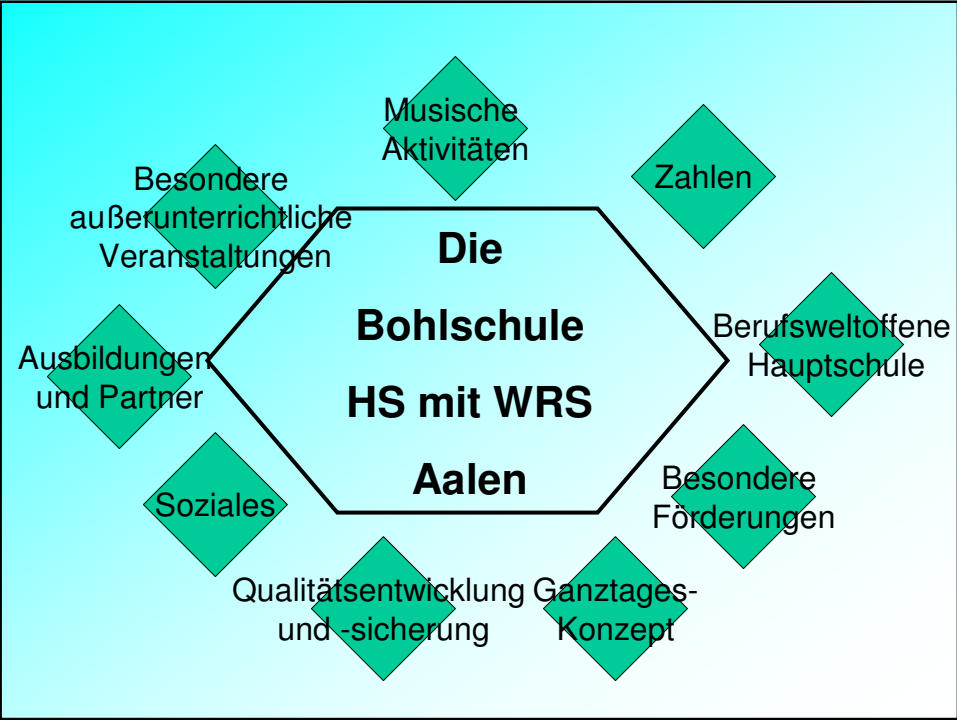 Musische
Aktivitäten
Zahlen
Besondere
außerunterrichtliche
Veranstaltungen
Die
Bohlschule
HS mit WRS
Aalen
Berufsweltoffene
Hauptschule
Ausbildungen
und Partner
Besondere
Förderungen
Soziales
Qualitätsentwicklung
und -sicherung
Ganztages-
Konzept